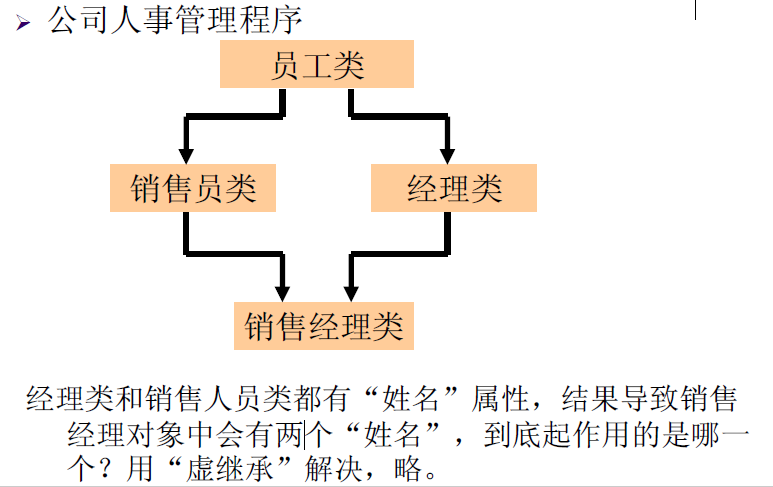 公司人事管理程序
员工类
销售员类
经理类
销售经理类
经理类和销售人员类都有“姓名”属性，结果导致销售
经理对象中会有两个“姓名”，到底起作用的是哪一
个？用“虚继承”解决，略。